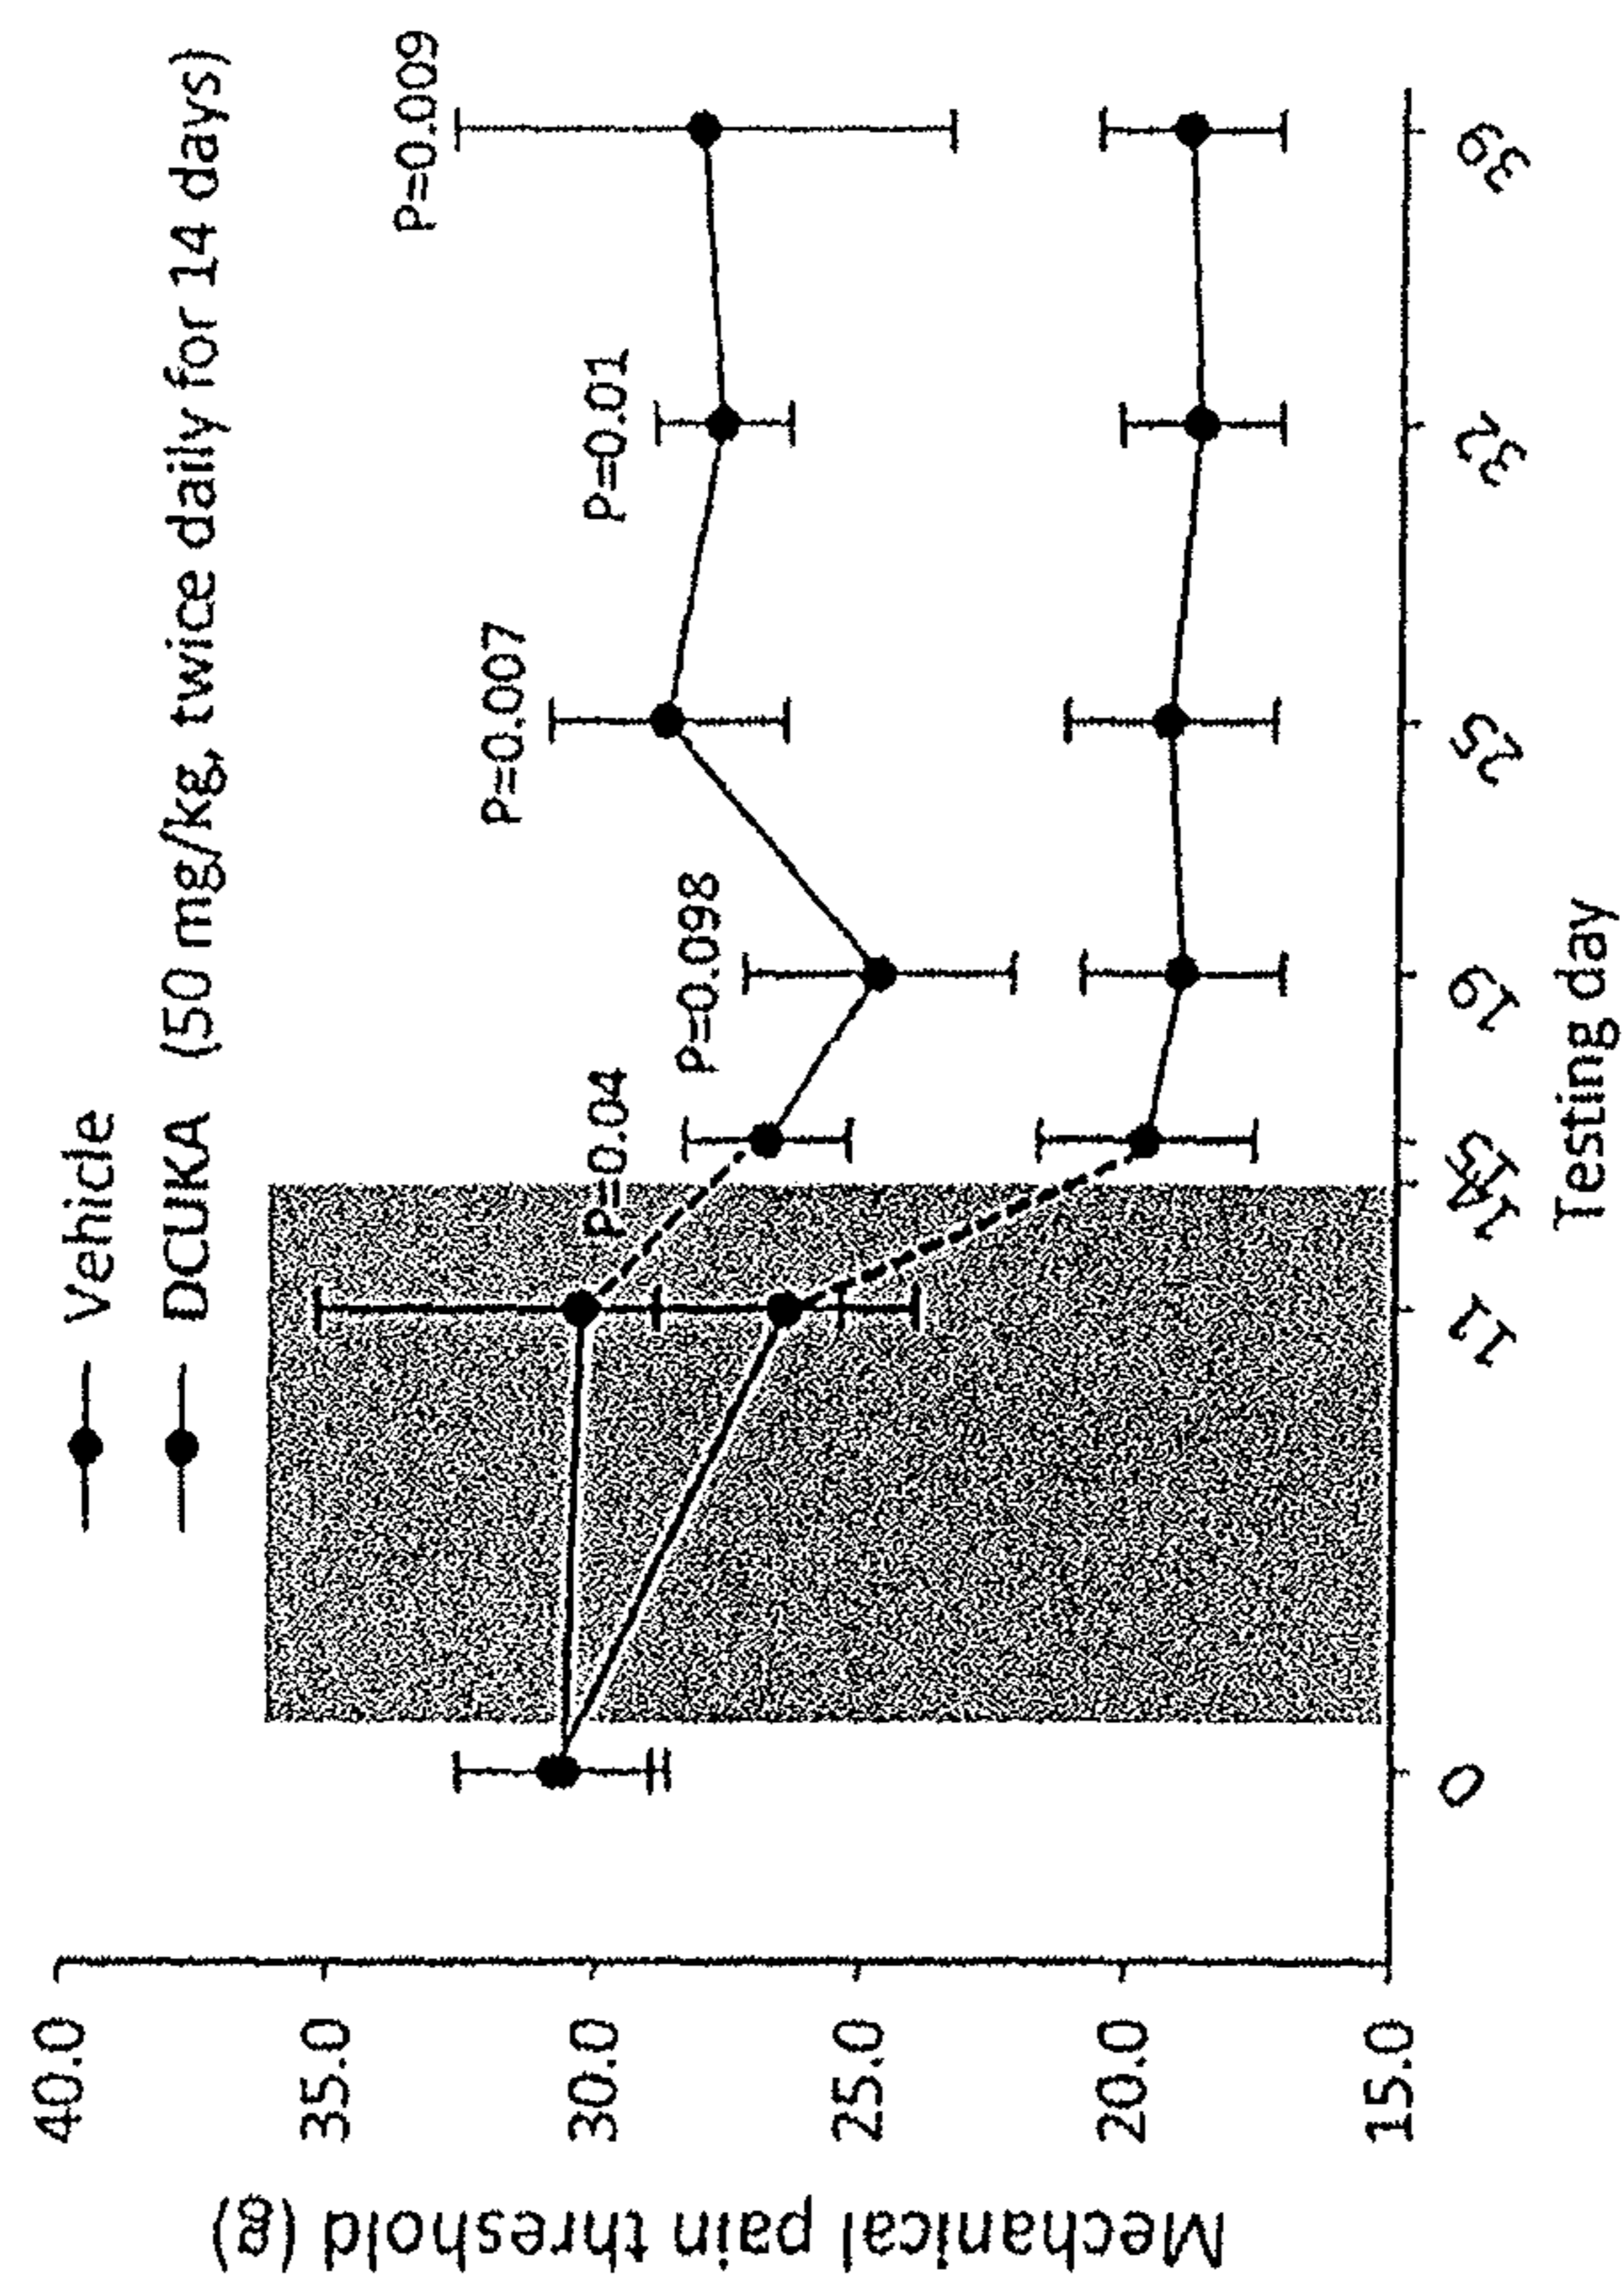 Vehicle
DCUKA (50 mg/kg, twice daily for 14 days)
P=0.04
P=0.098
P=0.007
P=0.01
P=0.009
Mechanical pain threshold (g)
40.0
35.0
30.0
25.0
20.0
15.0
0
11
14
15
19
25
32
39
Testing day